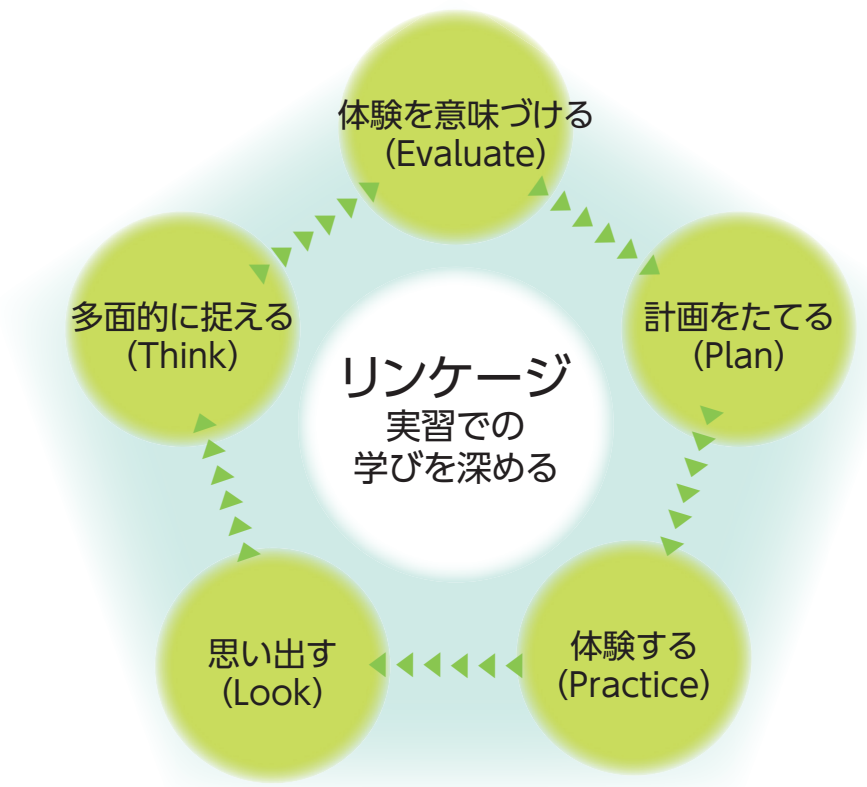 体験を意味づける
(Evaluate)
多面的に捉える
(Think)
計画をたてる
(Plan)
リンケージ
実習での
学びを深める
思い出す
(Look)
体験する
(Practice)